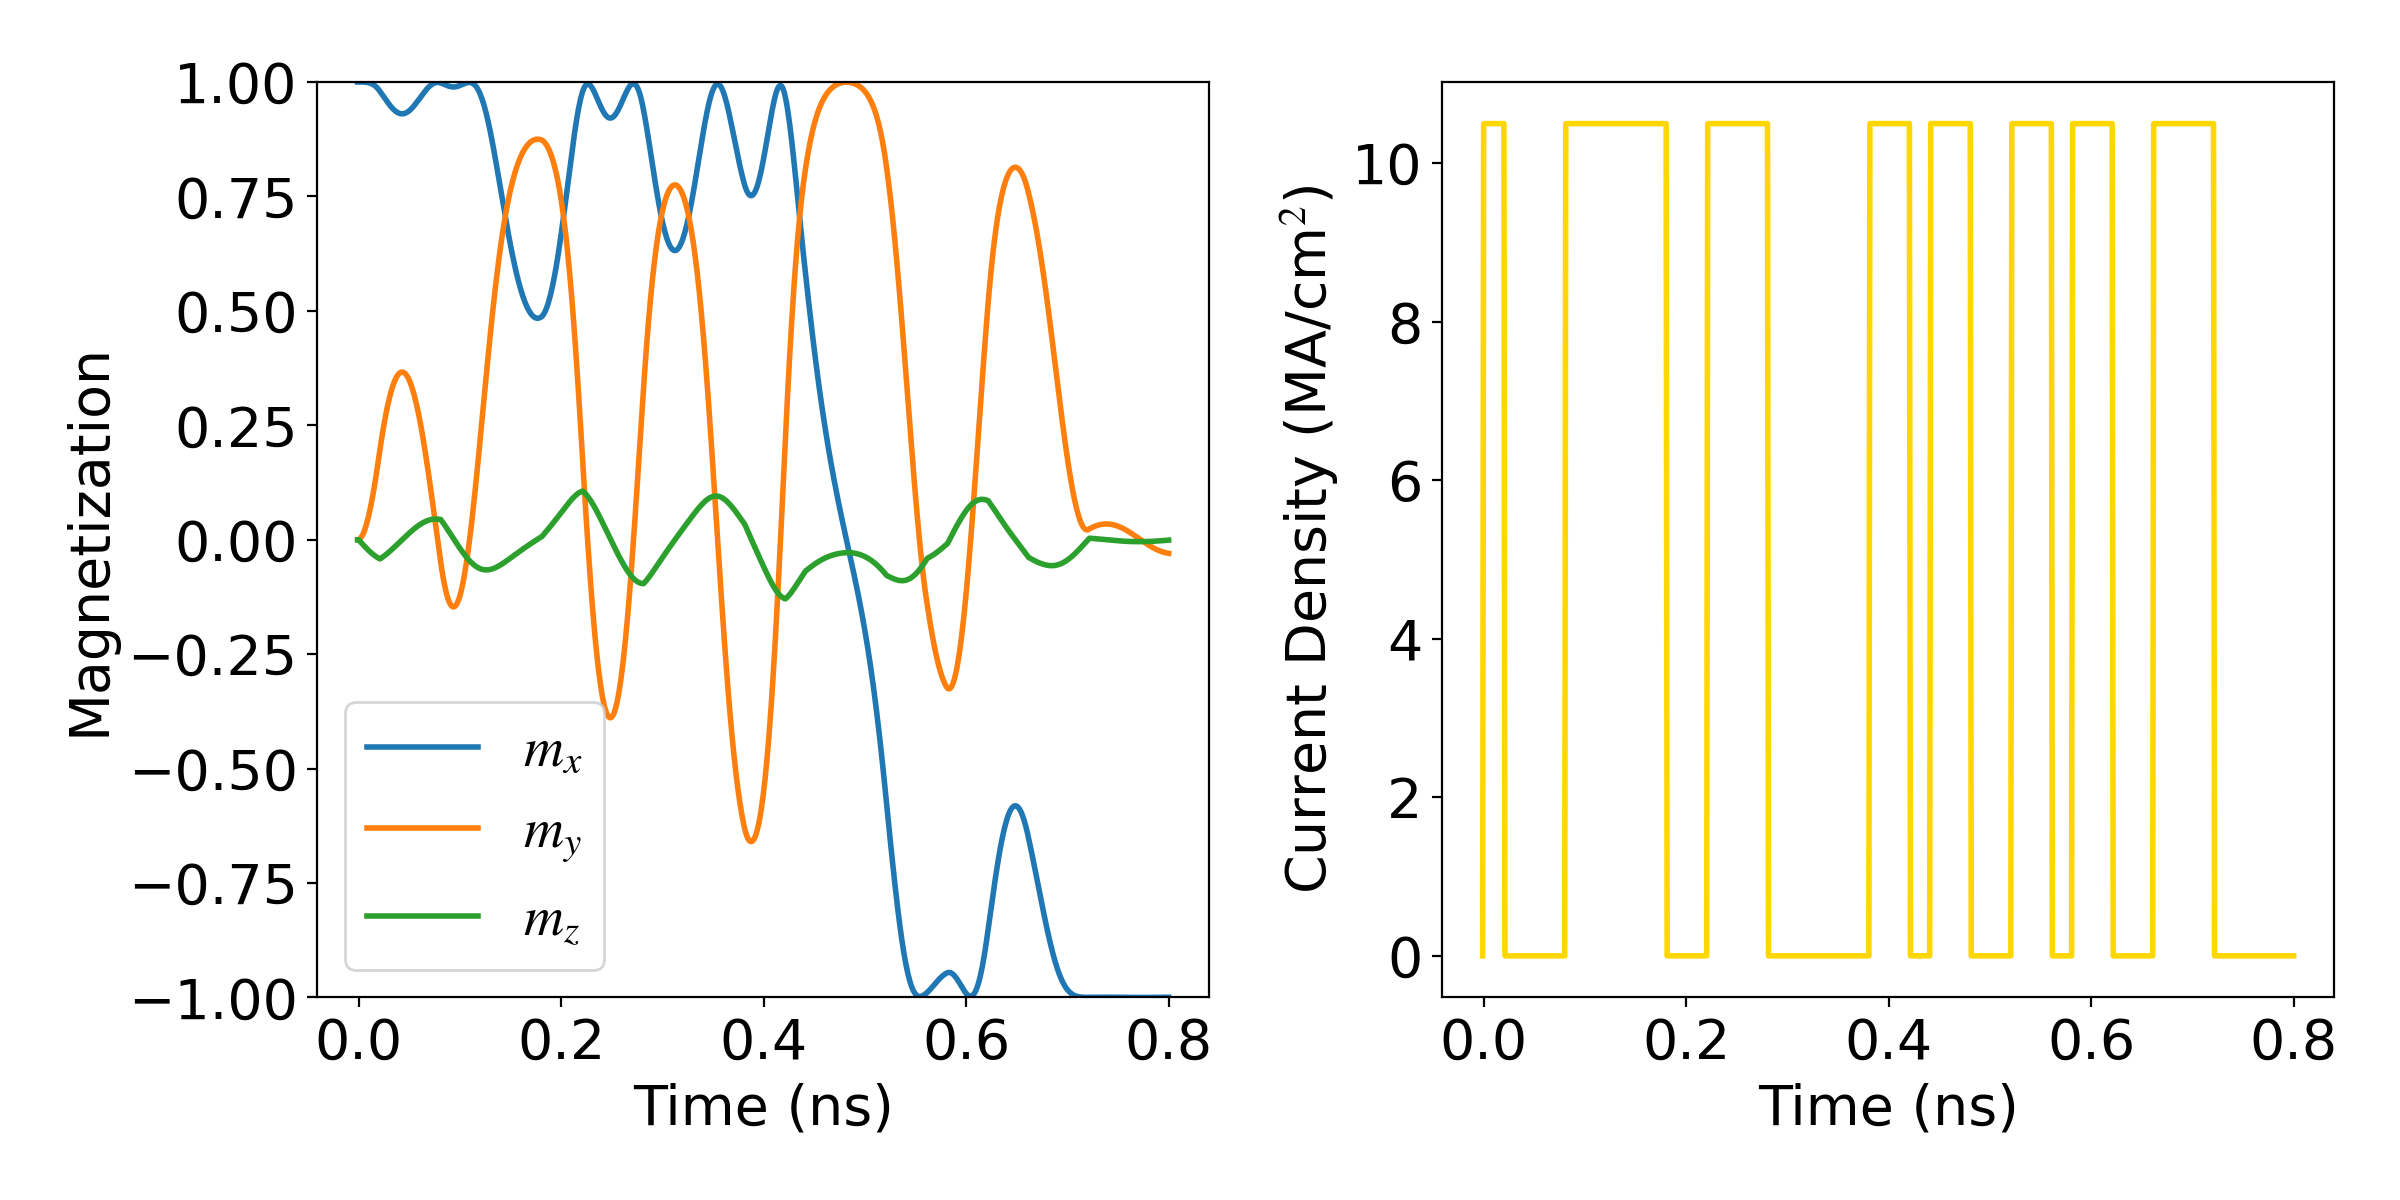 Magnetization
1.00
0.75
0.50
0.25
0.00
−0.25
−0.50
−0.75
−1.00
m_x
m_y
m_z
0.0 0.2 0.4 0.6 0.8
Time (ns)
Current Density (MA/cm²)
10
8
6
4
2
0
0.0 0.2 0.4 0.6 0.8
Time (ns)